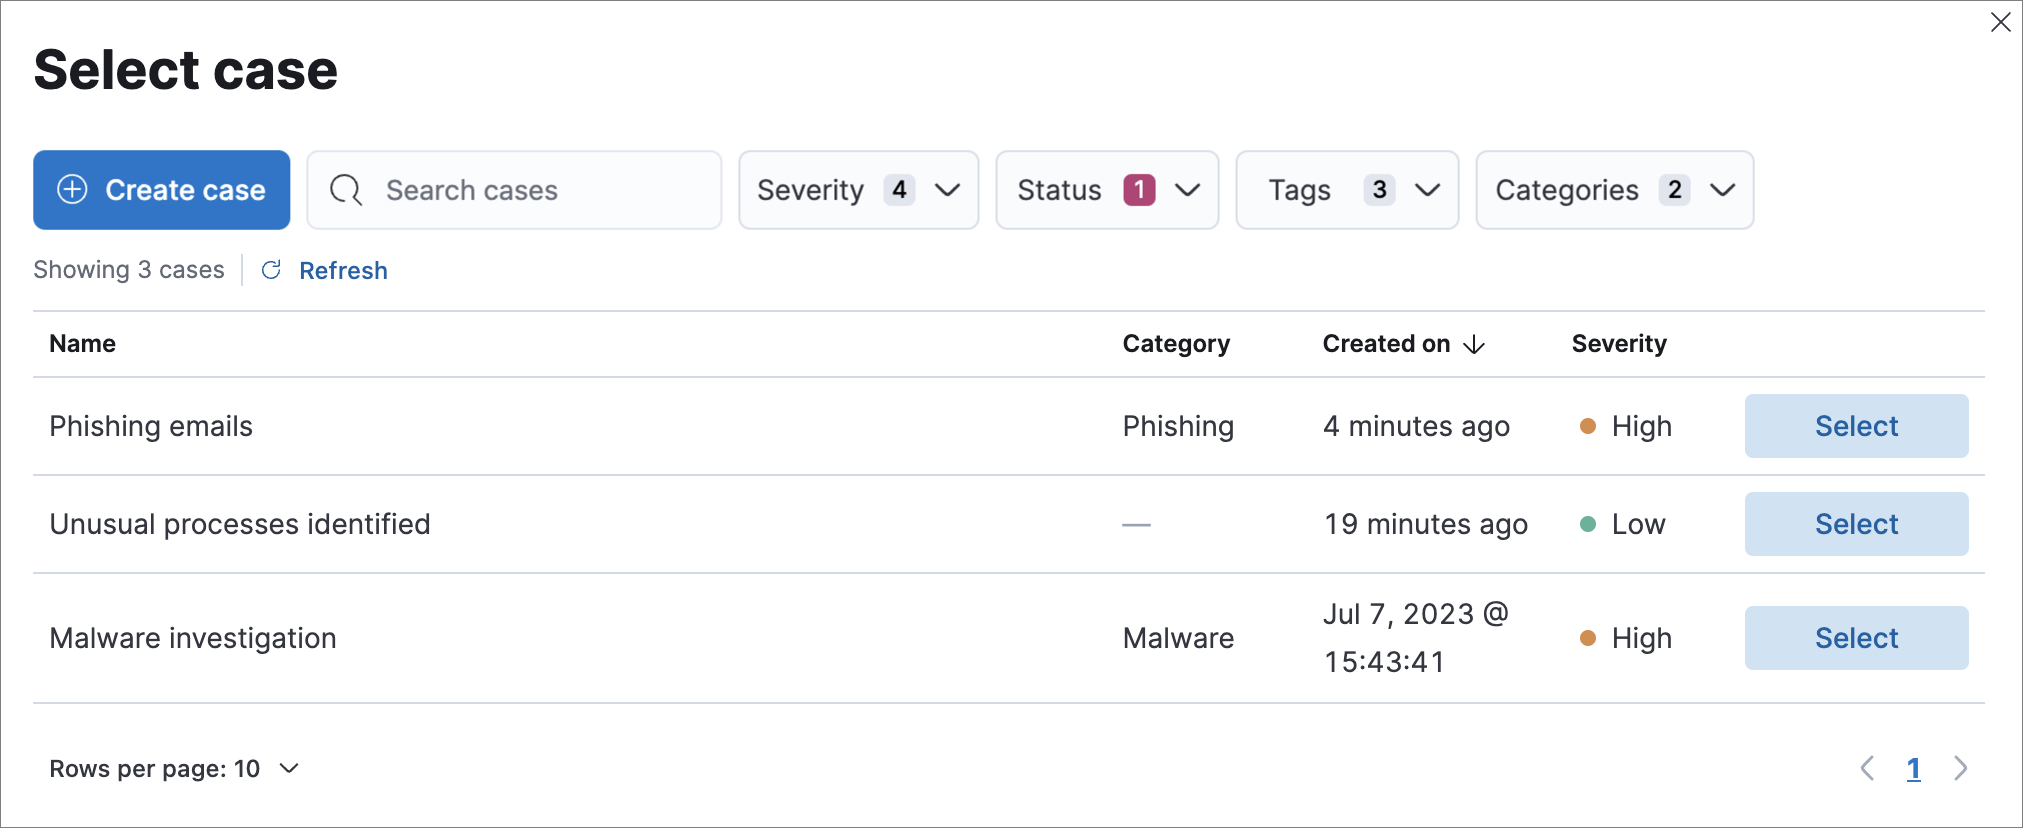 Select case
Create case
Search cases
Severity 4
Status 1
Tags 3
Categories 2
Showing 3 cases
Refresh
Name Category Created on Severity
Phishing emails Phishing 4 minutes ago High Select
Unusual processes identified — 19 minutes ago Low Select
Malware investigation Malware Jul 7, 2023 @
15:43:41 High Select
Rows per page: 10
1